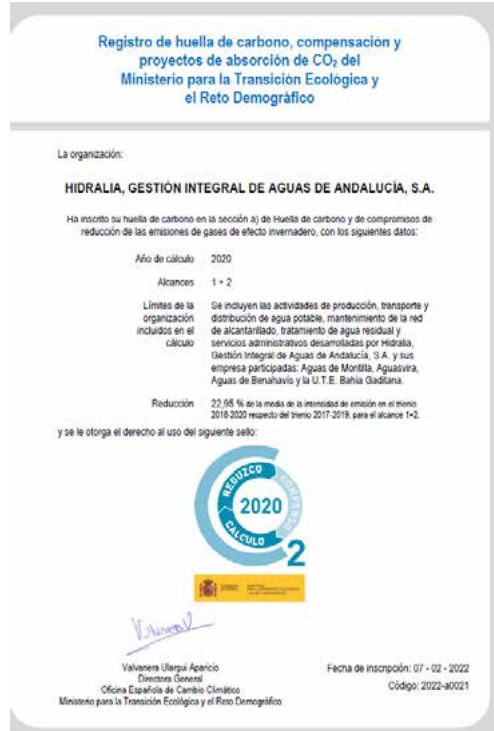 Registro de huella de carbono, compensación y
proyectos de absorción de CO₂ del
Ministerio para la Transición Ecológica y
el Reto Demográfico
La organización:
HIDRALIA, GESTIÓN INTEGRAL DE AGUAS DE ANDALUCÍA, S.A.
Ha inscrito su huella de carbono en la sección a) de Huella de carbono y de compromisos de
reducción de las emisiones de gases de efecto invernadero, con los siguientes datos:
Año de cálculo 2020
Alcances 1 + 2
Límites de la organización incluidos en el cálculo
Se incluyen las actividades de producción, transporte y
distribución de agua potable, mantenimiento de la red
de alcantarillado, tratamiento de agua residual y
servicios administrativos desarrolladas por Hidralia,
Gestión Integral de Aguas de Andalucía, S.A. y sus
empresa participadas: Aguas de Montilla, Aguasvira,
Aguas de Benahavis y la U.T.E. Bahía Gaditana.
Reducción 22,95 % de la media de la intensidad de emisión en el trienio
2018-2020 respecto del trienio 2017-2019, para el alcance 1+2.
y se le otorga el derecho al uso del siguiente sello:
REDUZCO
COMPENSO
2020
CALCULO
2
Valvanera Ulargui Aparicio
Directora General
Oficina Española de Cambio Climático
Ministerio para la Transición Ecológica y el Reto Demográfico
Fecha de inscripción: 07 - 02 - 2022
Código: 2022-a0021